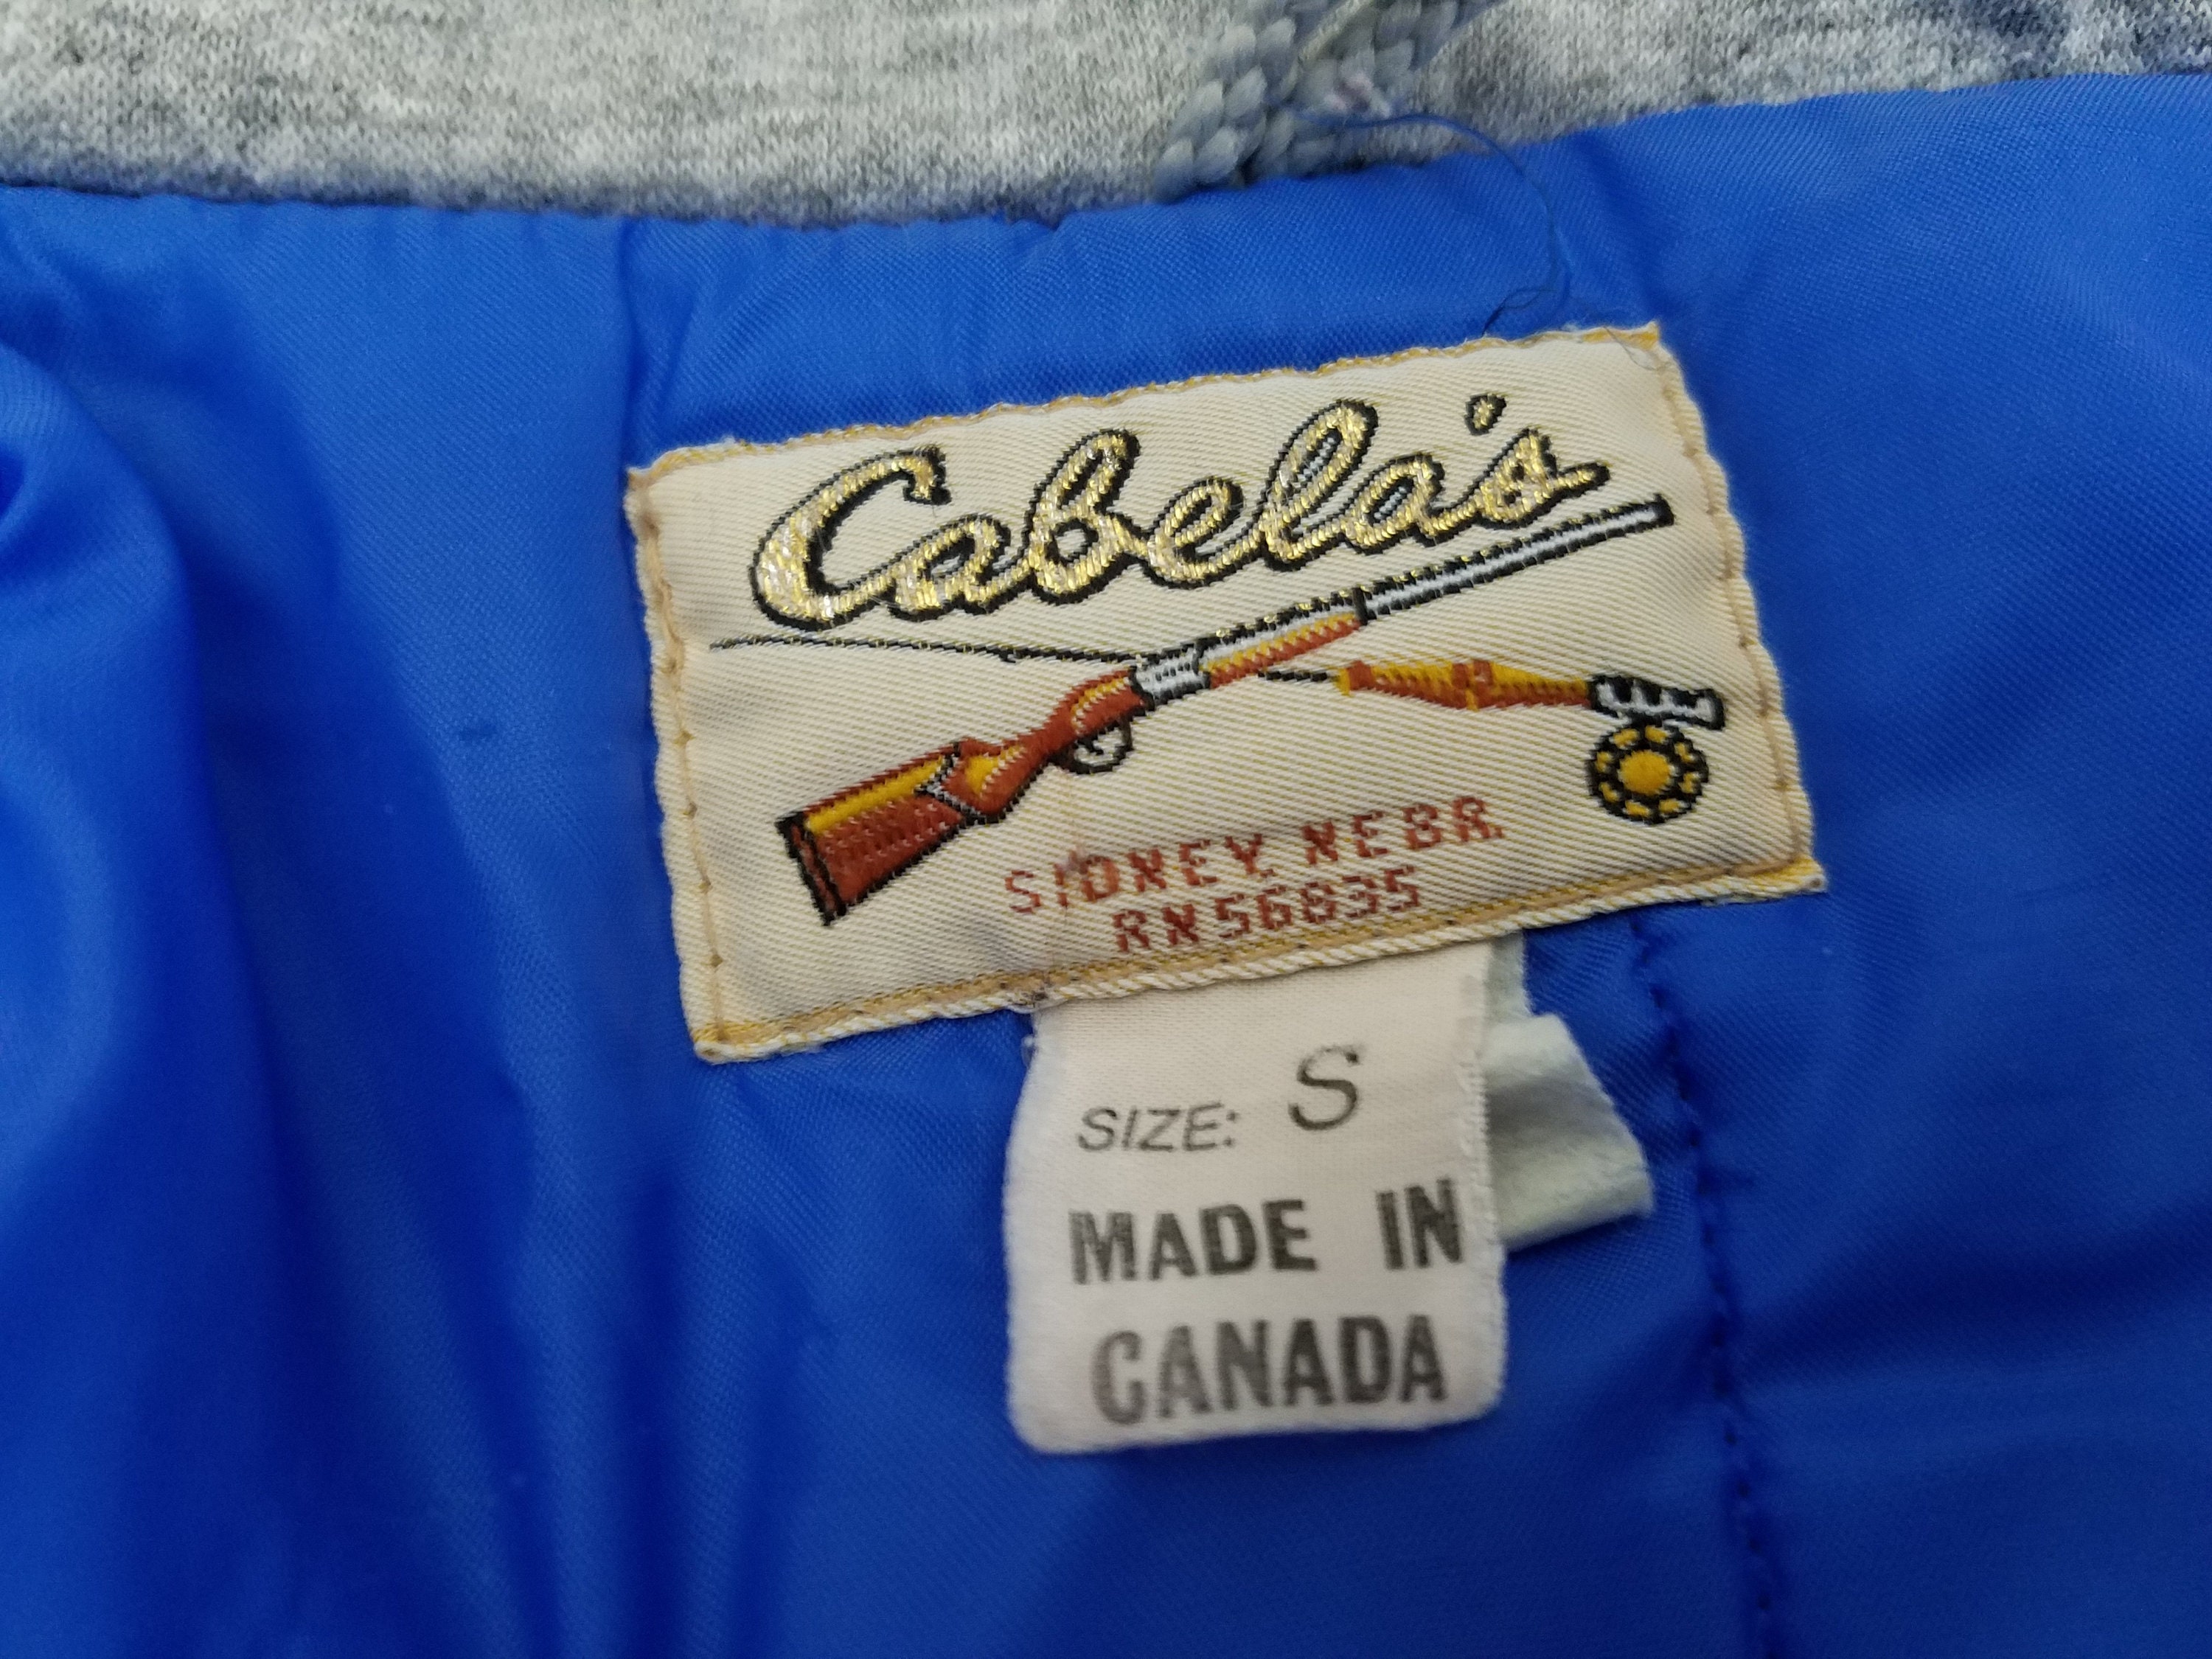 Cabela's
SIDNEY, NEBR.
RN56835
SIZE: S
MADE IN
CANADA